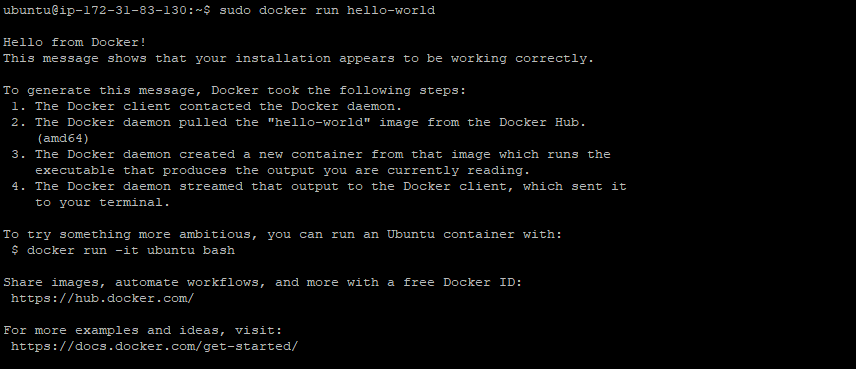 ubuntu@ip-172-31-83-130:~$ sudo docker run hello-world
Hello from Docker!
This message shows that your installation appears to be working correctly.
To generate this message, Docker took the following steps:
1. The Docker client contacted the Docker daemon.
2. The Docker daemon pulled the "hello-world" image from the Docker Hub.
(amd64)
3. The Docker daemon created a new container from that image which runs the
executable that produces the output you are currently reading.
4. The Docker daemon streamed that output to the Docker client, which sent it
to your terminal.
To try something more ambitious, you can run an Ubuntu container with:
$ docker run -it ubuntu bash
Share images, automate workflows, and more with a free Docker ID:
https://hub.docker.com/
For more examples and ideas, visit:
https://docs.docker.com/get-started/